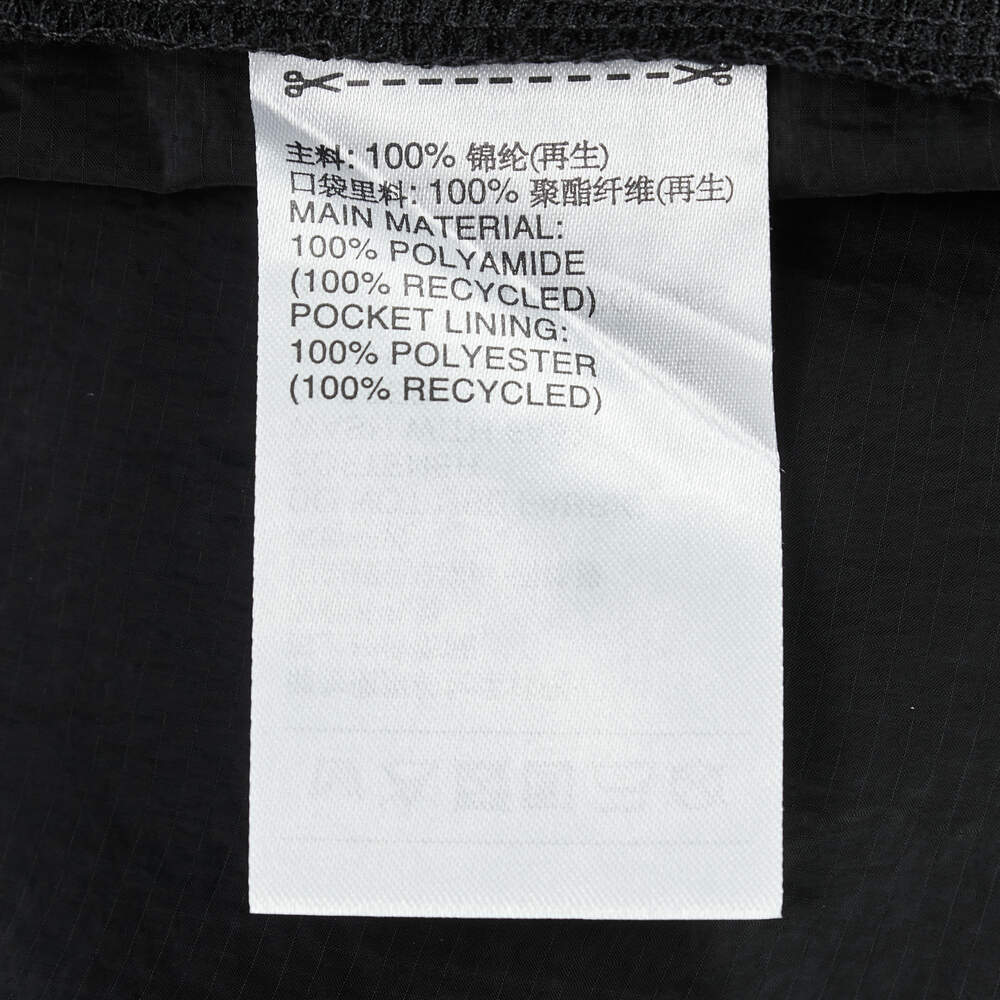 主料: 100% 锦纶(再生)
口袋里料: 100% 聚酯纤维(再生)
MAIN MATERIAL:
100% POLYAMIDE
(100% RECYCLED)
POCKET LINING:
100% POLYESTER
(100% RECYCLED)